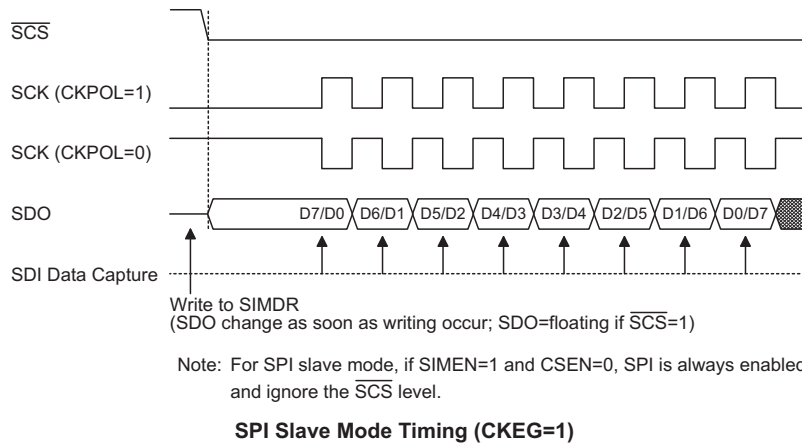 SCS
SCK (CKPOL=1)
SCK (CKPOL=0)
SDO
D7/D0 D6/D1 D5/D2 D4/D3 D3/D4 D2/D5 D1/D6 D0/D7
SDI Data Capture
Write to SIMDR
(SDO change as soon as writing occur; SDO=floating if SCS=1)
Note: For SPI slave mode, if SIMEN=1 and CSEN=0, SPI is always enabled
and ignore the SCS level.
SPI Slave Mode Timing (CKEG=1)